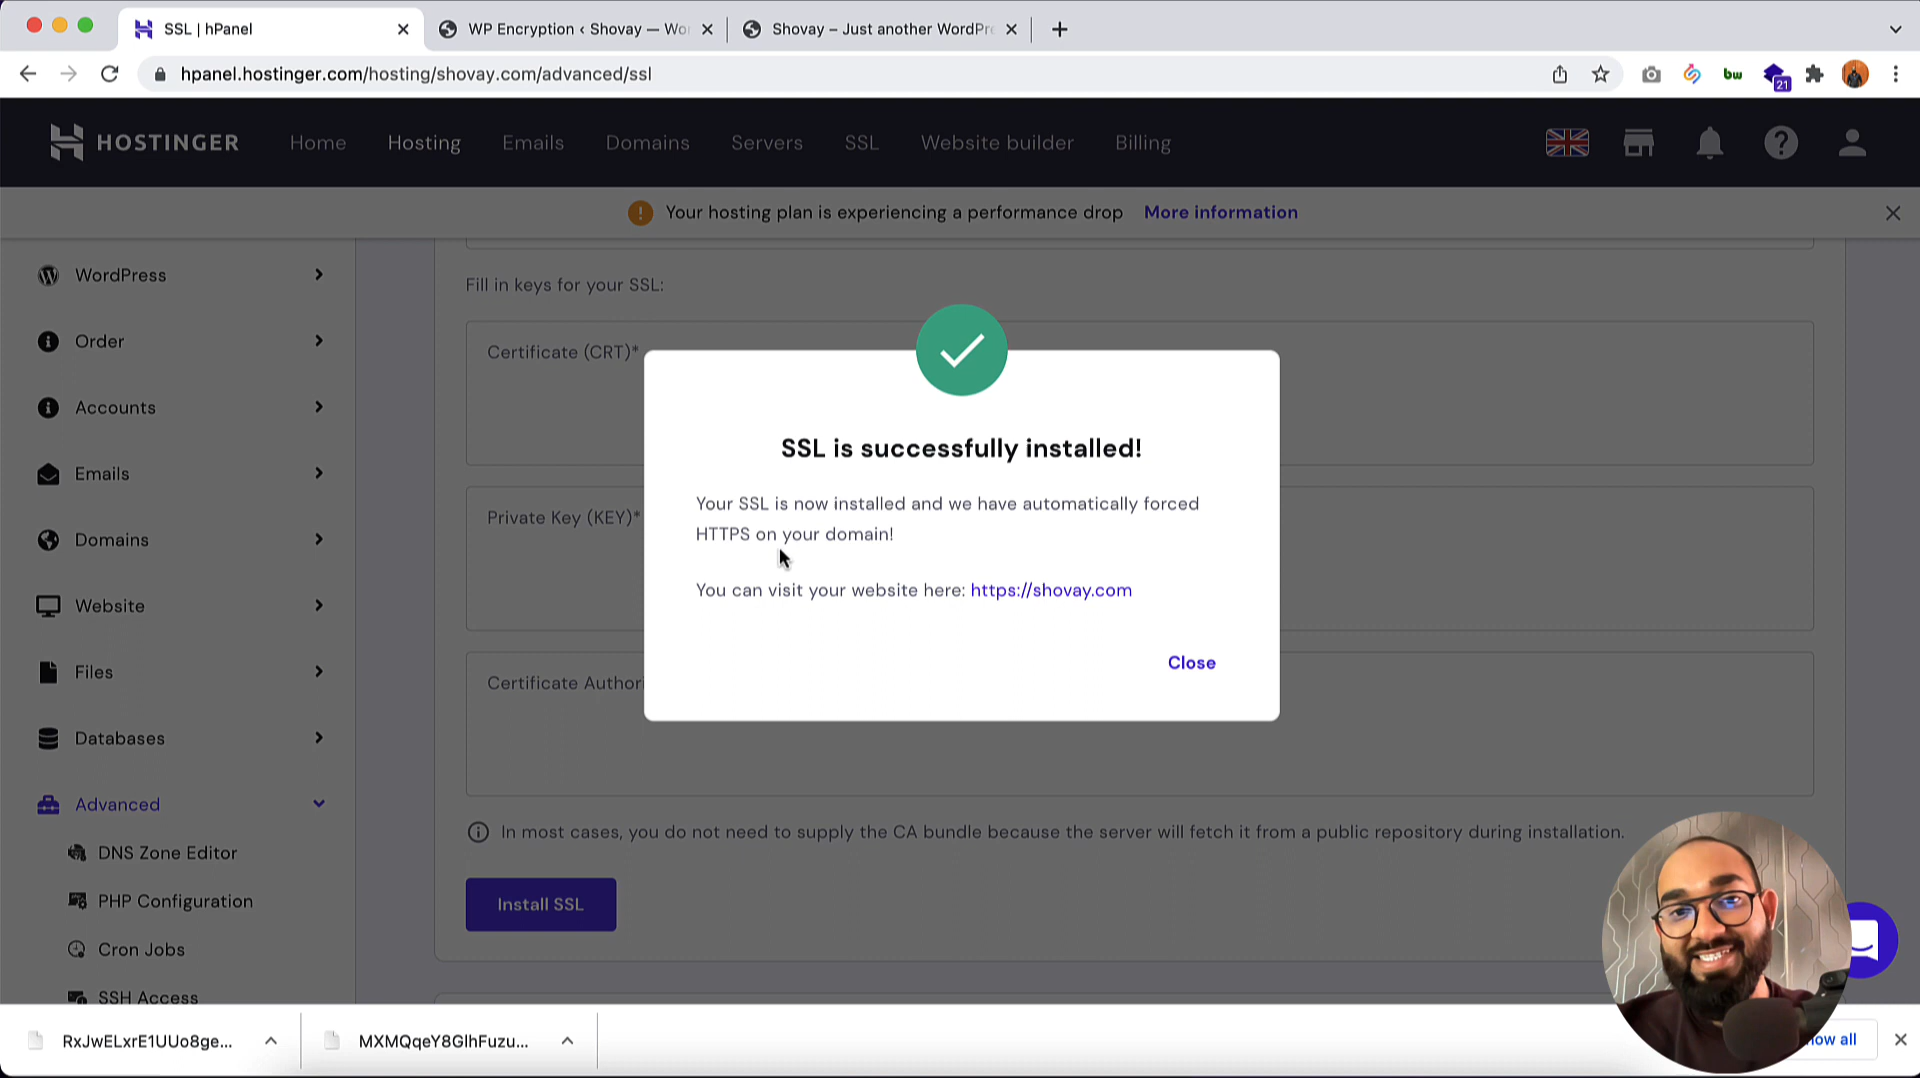 SSL | hPanel
WP Encryption ‹ Shovay — Wo
Shovay – Just another WordPre
hpanel.hostinger.com/hosting/shovay.com/advanced/ssl
bw
21
HOSTINGER
Home
Hosting
Emails
Domains
Servers
SSL
Website builder
Billing
Your hosting plan is experiencing a performance drop More information
WordPress
Order
Accounts
Emails
Domains
Website
Files
Databases
Advanced
DNS Zone Editor
PHP Configuration
Cron Jobs
SSH Access
Fill in keys for your SSL:
Certificate (CRT)*
Private Key (KEY)*
Certificate Authori
SSL is successfully installed!
Your SSL is now installed and we have automatically forced
HTTPS on your domain!
You can visit your website here: https://shovay.com
Close
In most cases, you do not need to supply the CA bundle because the server will fetch it from a public repository during installation.
Install SSL
RxJwELxrE1UUo8ge...
MXMQqeY8GlhFuzu...
how all